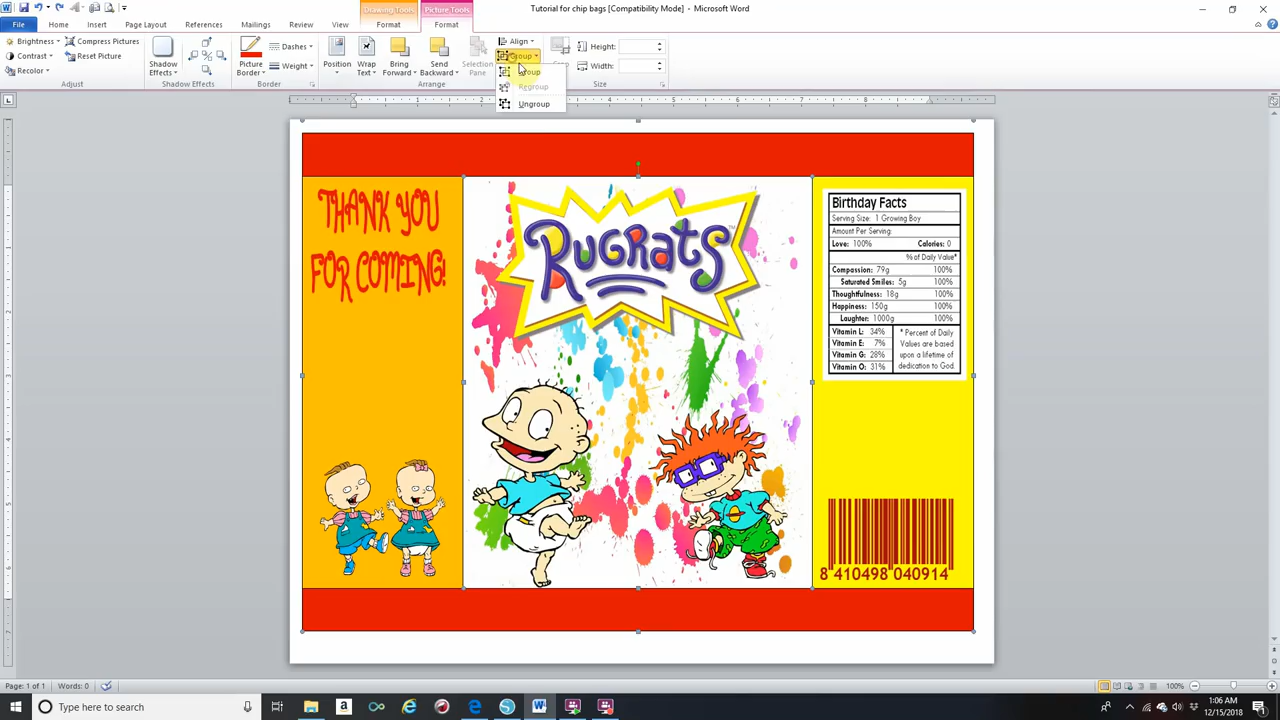 Tutorial for chip bags [Compatibility Mode] - Microsoft Word
Drawing Tools
Picture Tools
File
Home
Insert
Page Layout
References
Mailings
Review
View
Format
Format
Brightness
Compress Pictures
Contrast
Reset Picture
Recolor
Adjust
Shadow
Effects
Shadow Effects
Picture
Border
Dashes
Weight
Border
Position
Wrap
Text
Bring
Forward
Send
Backward
Selection
Pane
Align
Group
Group
Regroup
Ungroup
Arrange
Crop
Height:
Width:
Size
THANK YOU
FOR COMING!
RUGRATS
Birthday Facts
Serving Size: 1 Growing Boy
Amount Per Serving:
Love: 100% Calories: 0
% of Daily Value*
Compassion: 79g 100%
Saturated Smiles: 5g 100%
Thoughtfulness: 18g 100%
Happiness: 150g 100%
Laughter: 1000g 100%
Vitamin L: 34%
Vitamin E: 7%
Vitamin G: 28%
Vitamin O: 31%
* Percent of Daily
Values are based
upon a lifetime of
dedication to God.
8 410498 040914
Page: 1 of 1
Words: 0
100%
Type here to search
1:06 AM
12/15/2018